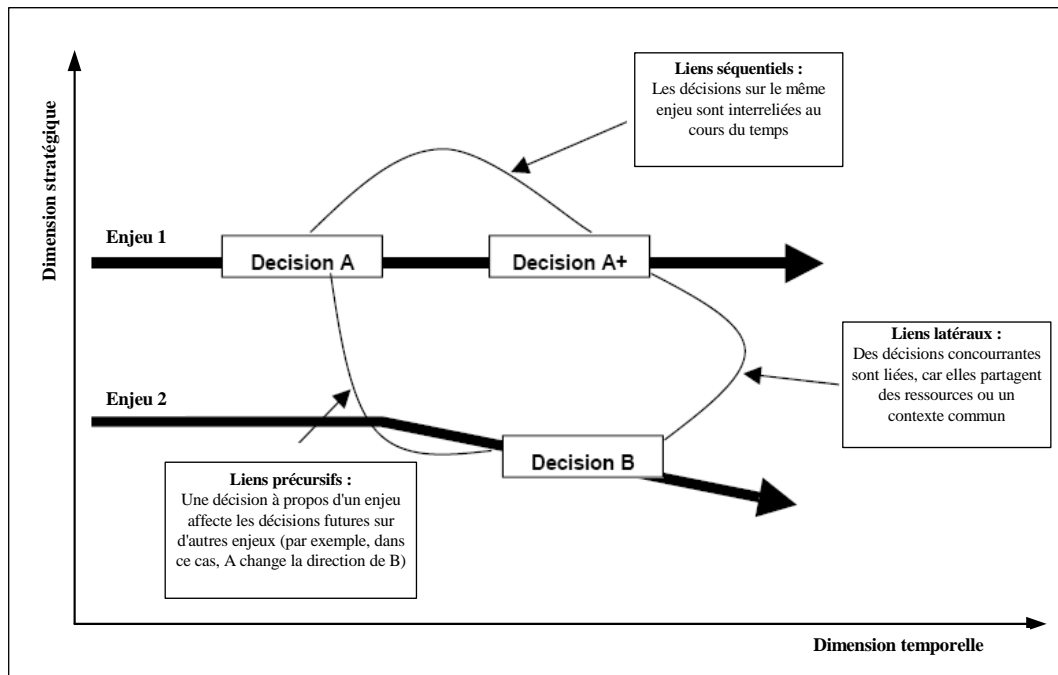 Dimension stratégique
Liens séquentiels :
Les décisions sur le même
enjeu sont interreliées au
cours du temps
Enjeu 1
Decision A
Decision A+
Liens latéraux :
Des décisions concourrantes
sont liées, car elles partagent
des ressources ou un
contexte commun
Enjeu 2
Decision B
Liens précursifs :
Une décision à propos d'un enjeu
affecte les décisions futures sur
d'autres enjeux (par exemple, dans
ce cas, A change la direction de B)
Dimension temporelle